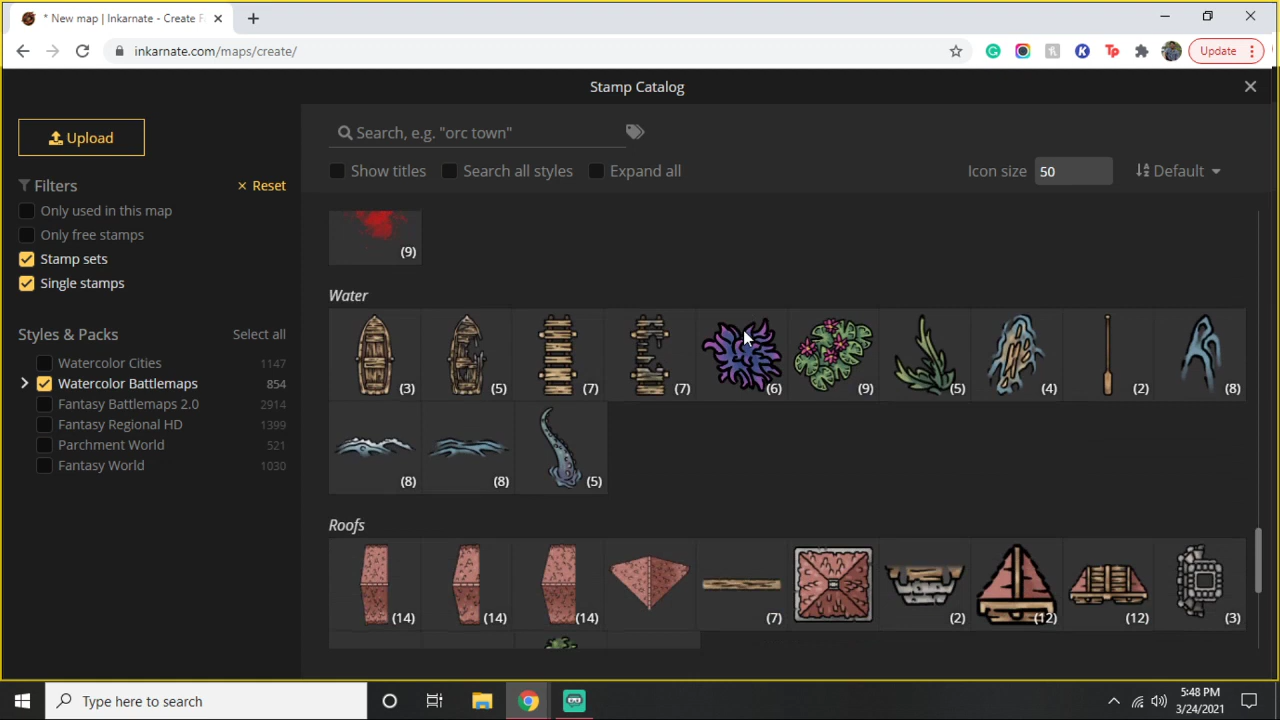 * New map | Inkarnate - Create F
inkarnate.com/maps/create/
Update
Stamp Catalog
Upload
Search, e.g. "orc town"
Show titles
Search all styles
Expand all
Icon size
50
Default
Filters
Reset
Only used in this map
Only free stamps
Stamp sets
Single stamps
Styles & Packs
Select all
Watercolor Cities 1147
Watercolor Battlemaps 854
Fantasy Battlemaps 2.0 2914
Fantasy Regional HD 1399
Parchment World 521
Fantasy World 1030
(9)
Water
(3) (5) (7) (7) (6) (9) (5) (4) (2) (8)
(8) (8) (5)
Roofs
(14) (14) (14) (7) (2) (12) (12) (3)
Type here to search
5:48 PM
3/24/2021